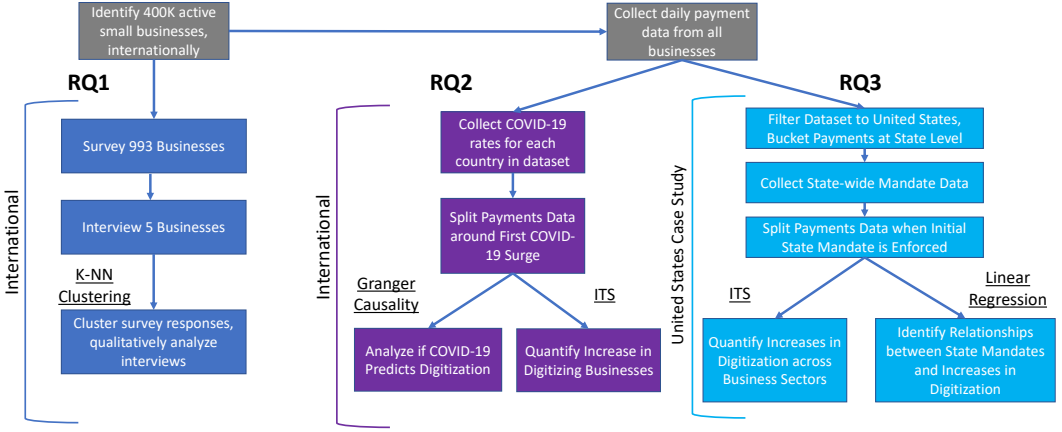 Identify 400K active
small businesses,
internationally
Collect daily payment
data from all
businesses
RQ1
International
Survey 993 Businesses
Interview 5 Businesses
K-NN
Clustering
Cluster survey responses,
qualitatively analyze
interviews
RQ2
International
Collect COVID-19
rates for each
country in dataset
Split Payments Data
around First COVID-
19 Surge
Granger
Causality
ITS
Analyze if COVID-19
Predicts Digitization
Quantify Increase in
Digitizing Businesses
RQ3
United States Case Study
Filter Dataset to United States,
Bucket Payments at State Level
Collect State-wide Mandate Data
Split Payments Data when Initial
State Mandate is Enforced
ITS
Linear
Regression
Quantify Increases in
Digitization across
Business Sectors
Identify Relationships
between State Mandates
and Increases in
Digitization